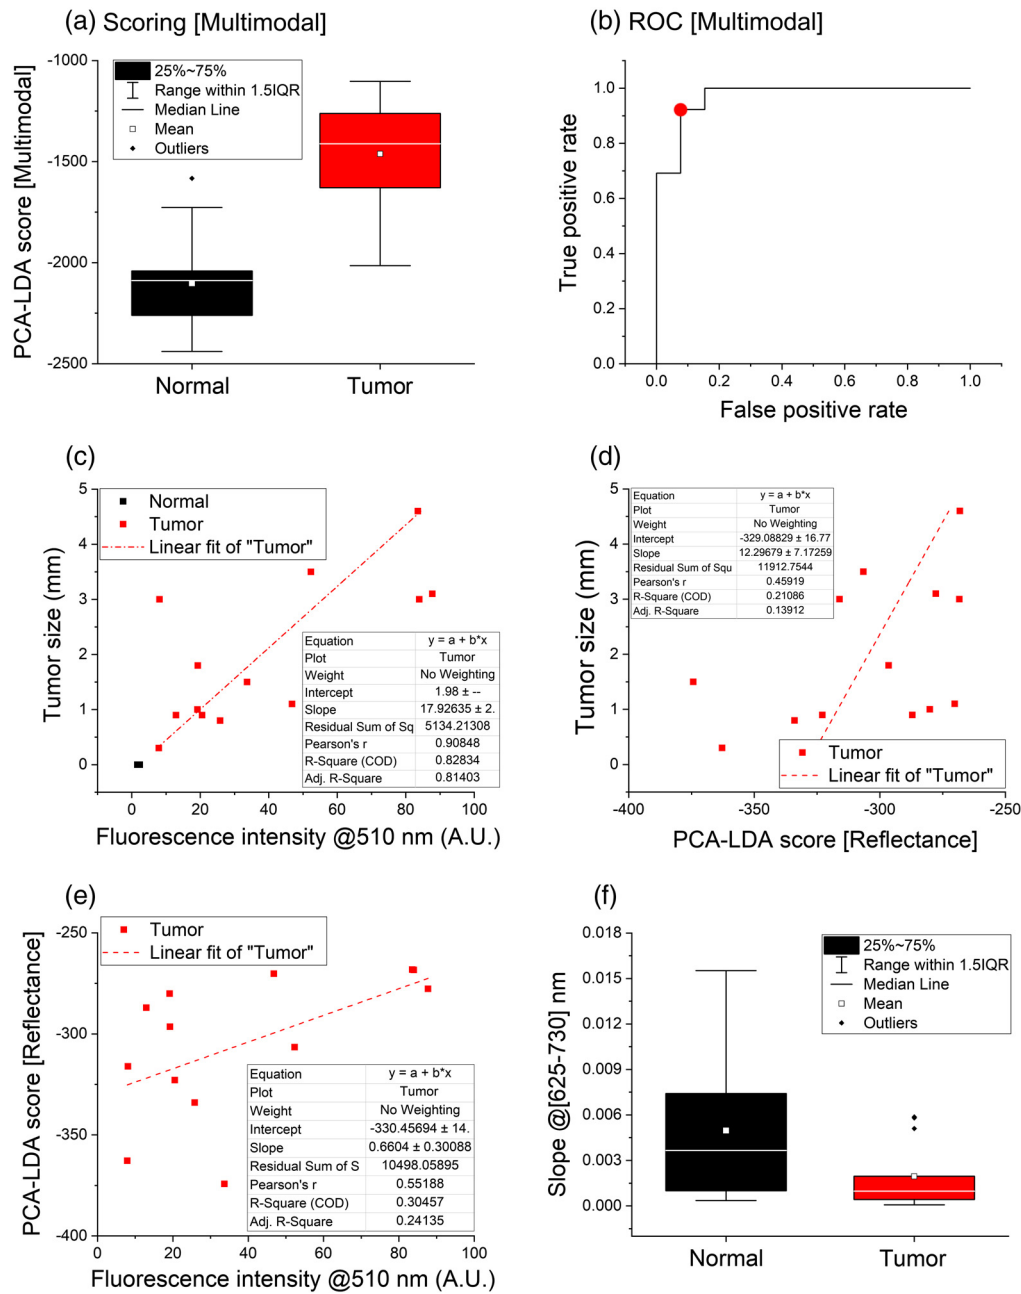 (a) Scoring [Multimodal]
PCA-LDA score [Multimodal]
-1000
-1500
-2000
-2500
25%~75%
Range within 1.5IQR
Median Line
Mean
Outliers
Normal
Tumor
(b) ROC [Multimodal]
True positive rate
1.0
0.8
0.6
0.4
0.2
0.0
0.0 0.2 0.4 0.6 0.8 1.0
False positive rate
(c)
Tumor size (mm)
5
4
3
2
1
0
Normal
Tumor
Linear fit of "Tumor"
Equation y = a + b*x
Plot Tumor
Weight No Weighting
Intercept 1.98 ± --
Slope 17.92635 ± 2.
Residual Sum of Sq 5134.21308
Pearson's r 0.90848
R-Square (COD) 0.82834
Adj. R-Square 0.81403
0 20 40 60 80 100
Fluorescence intensity @510 nm (A.U.)
(d)
Tumor size (mm)
5
4
3
2
1
0
Equation y = a + b*x
Plot Tumor
Weight No Weighting
Intercept -329.08829 ± 16.77
Slope 12.29679 ± 7.17259
Residual Sum of Squ 11912.7544
Pearson's r 0.45919
R-Square (COD) 0.21086
Adj. R-Square 0.13912
Tumor
Linear fit of "Tumor"
-400 -350 -300 -250
PCA-LDA score [Reflectance]
(e)
PCA-LDA score [Reflectance]
-250
-300
-350
-400
Tumor
Linear fit of "Tumor"
Equation y = a + b*x
Plot Tumor
Weight No Weighting
Intercept -330.45694 ± 14.
Slope 0.6604 ± 0.30088
Residual Sum of S 10498.05895
Pearson's r 0.55188
R-Square (COD) 0.30457
Adj. R-Square 0.24135
0 20 40 60 80 100
Fluorescence intensity @510 nm (A.U.)
(f)
Slope @[625-730] nm
0.018
0.015
0.012
0.009
0.006
0.003
0.000
25%~75%
Range within 1.5IQR
Median Line
Mean
Outliers
Normal
Tumor